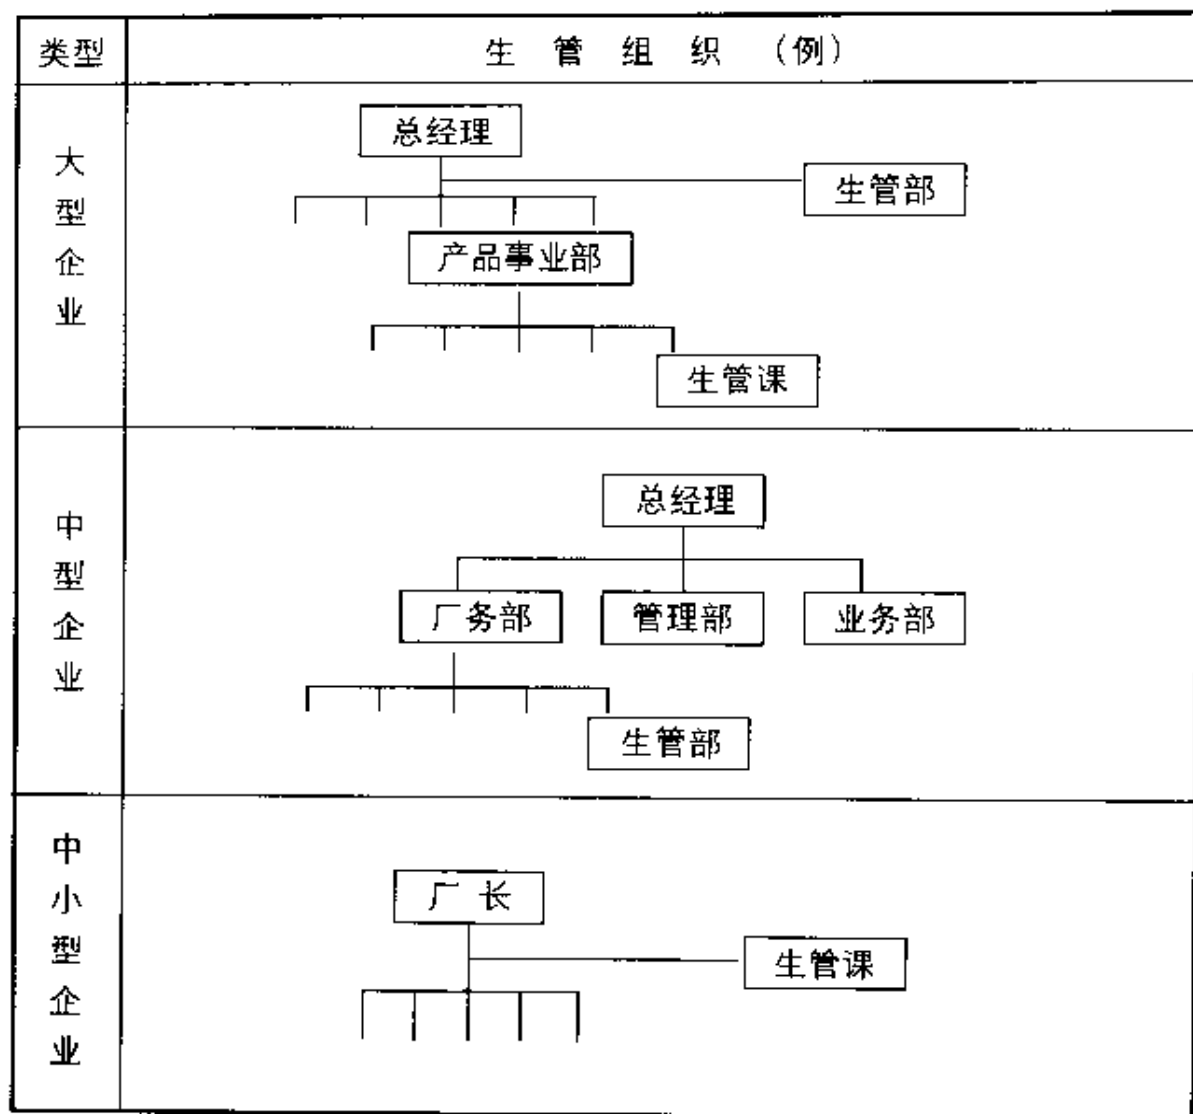 类型
生管组织（例）
大型企业
总经理
生管部
产品事业部
生管课
中型企业
总经理
厂务部
管理部
业务部
生管部
中小型企业
厂长
生管课